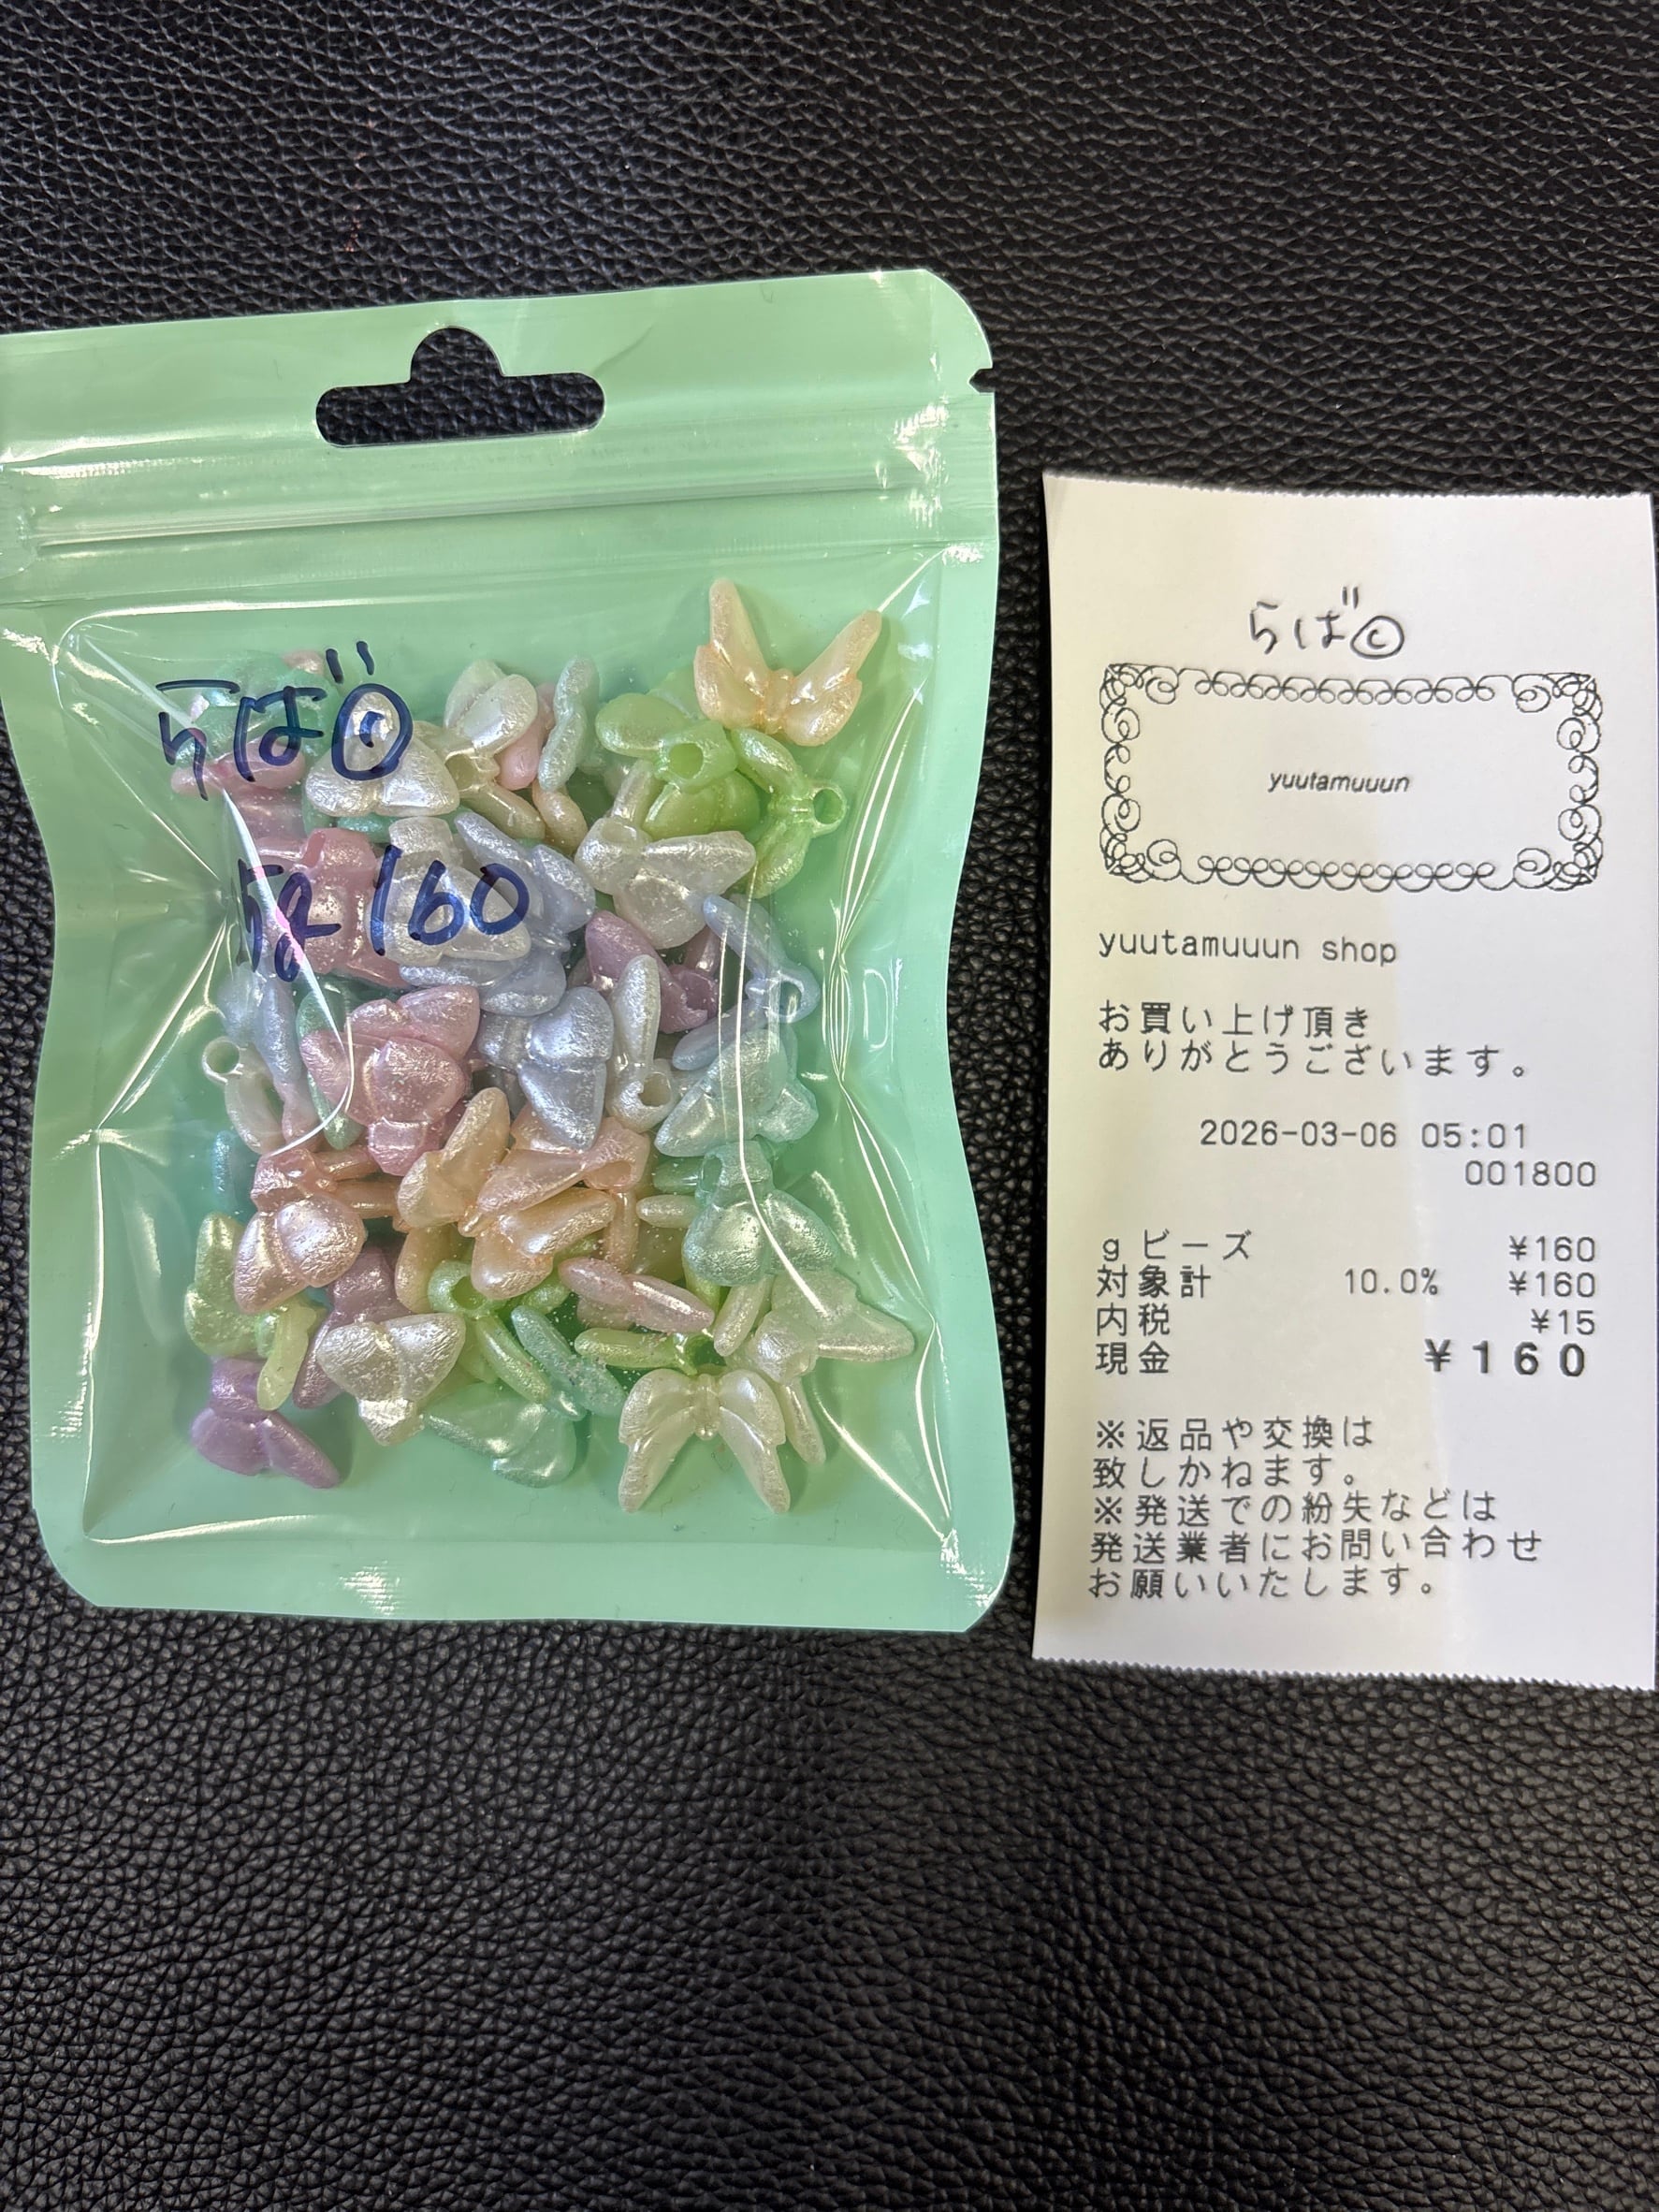 らば
160
らば
yuutamuuun
yuutamuuun shop
お買い上げ頂き
ありがとうございます。
2026-03-06 05:01
001800
gビーズ ¥160
対象計 10.0% ¥160
内税 ¥15
現金 ¥160
※返品や交換は
致しかねます。
※発送での紛失などは
発送業者にお問い合わせ
お願いいたします。